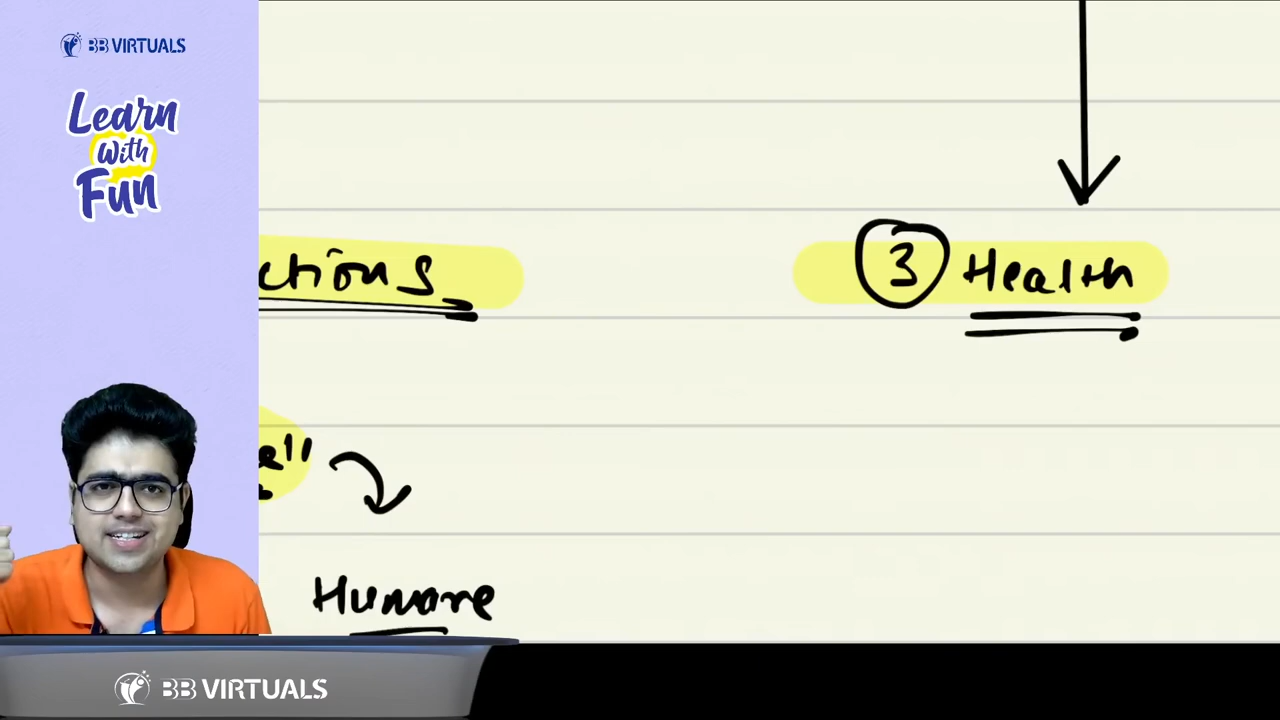 BB VIRTUALS
Learn
With
Fun
ctions
3 Health
Humare
BB VIRTUALS